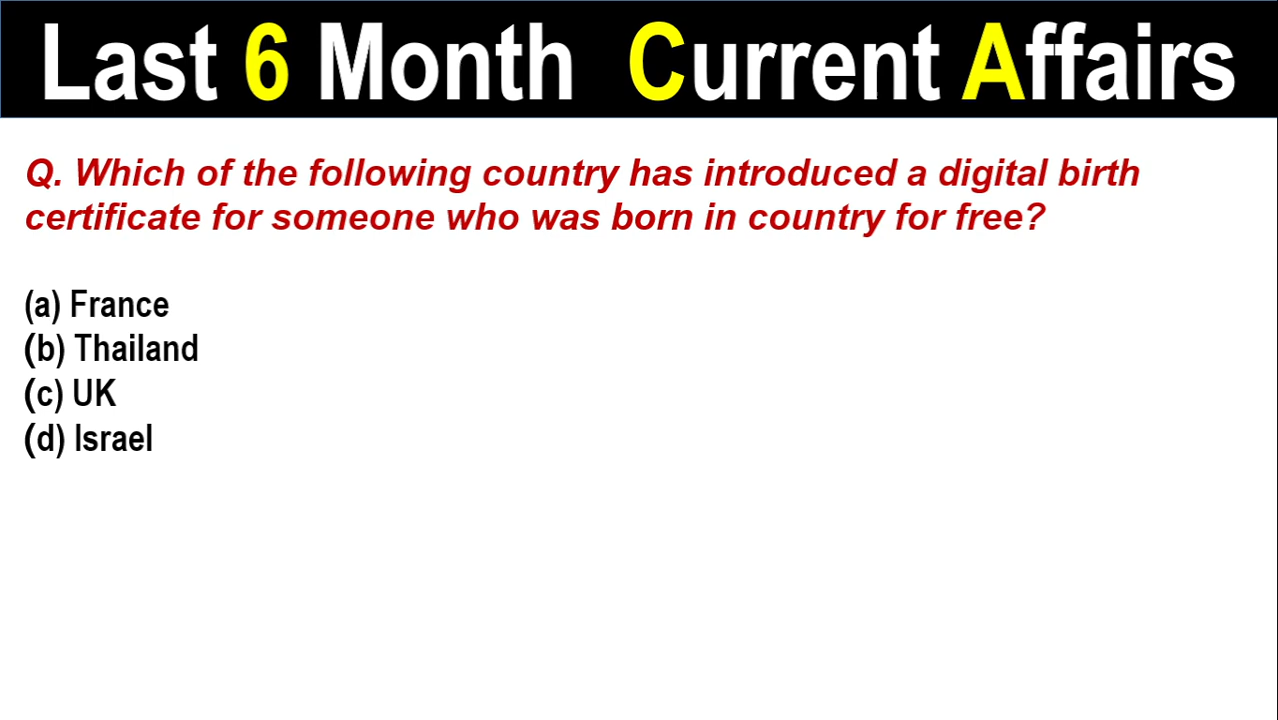 Last 6 Month Current Affairs
Q. Which of the following country has introduced a digital birth
certificate for someone who was born in country for free?
(a) France
(b) Thailand
(c) UK
(d) Israel